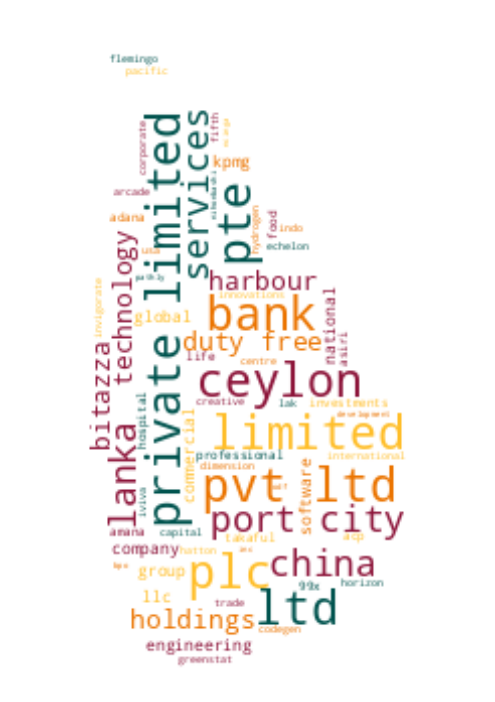 flemingo
pacific
private limited
services
corporate
fifth
kpmg
pte
arcade
adana
hydrogen
food
indo
echelon
usa
technology
harbour
innovations
invigorate
global
bank
national
asiri
duty free
life
centre
bitazza
ceylon
creative
lak
investments
development
hospital
commercial
limited
lanka
professional
international
dimension
software
pvt ltd
iviva
port city
amana
capital
takaful
company
hatton
china
group
plc
99x
horizon
llc
trade
ltd
holdings
codegen
engineering
greenstat